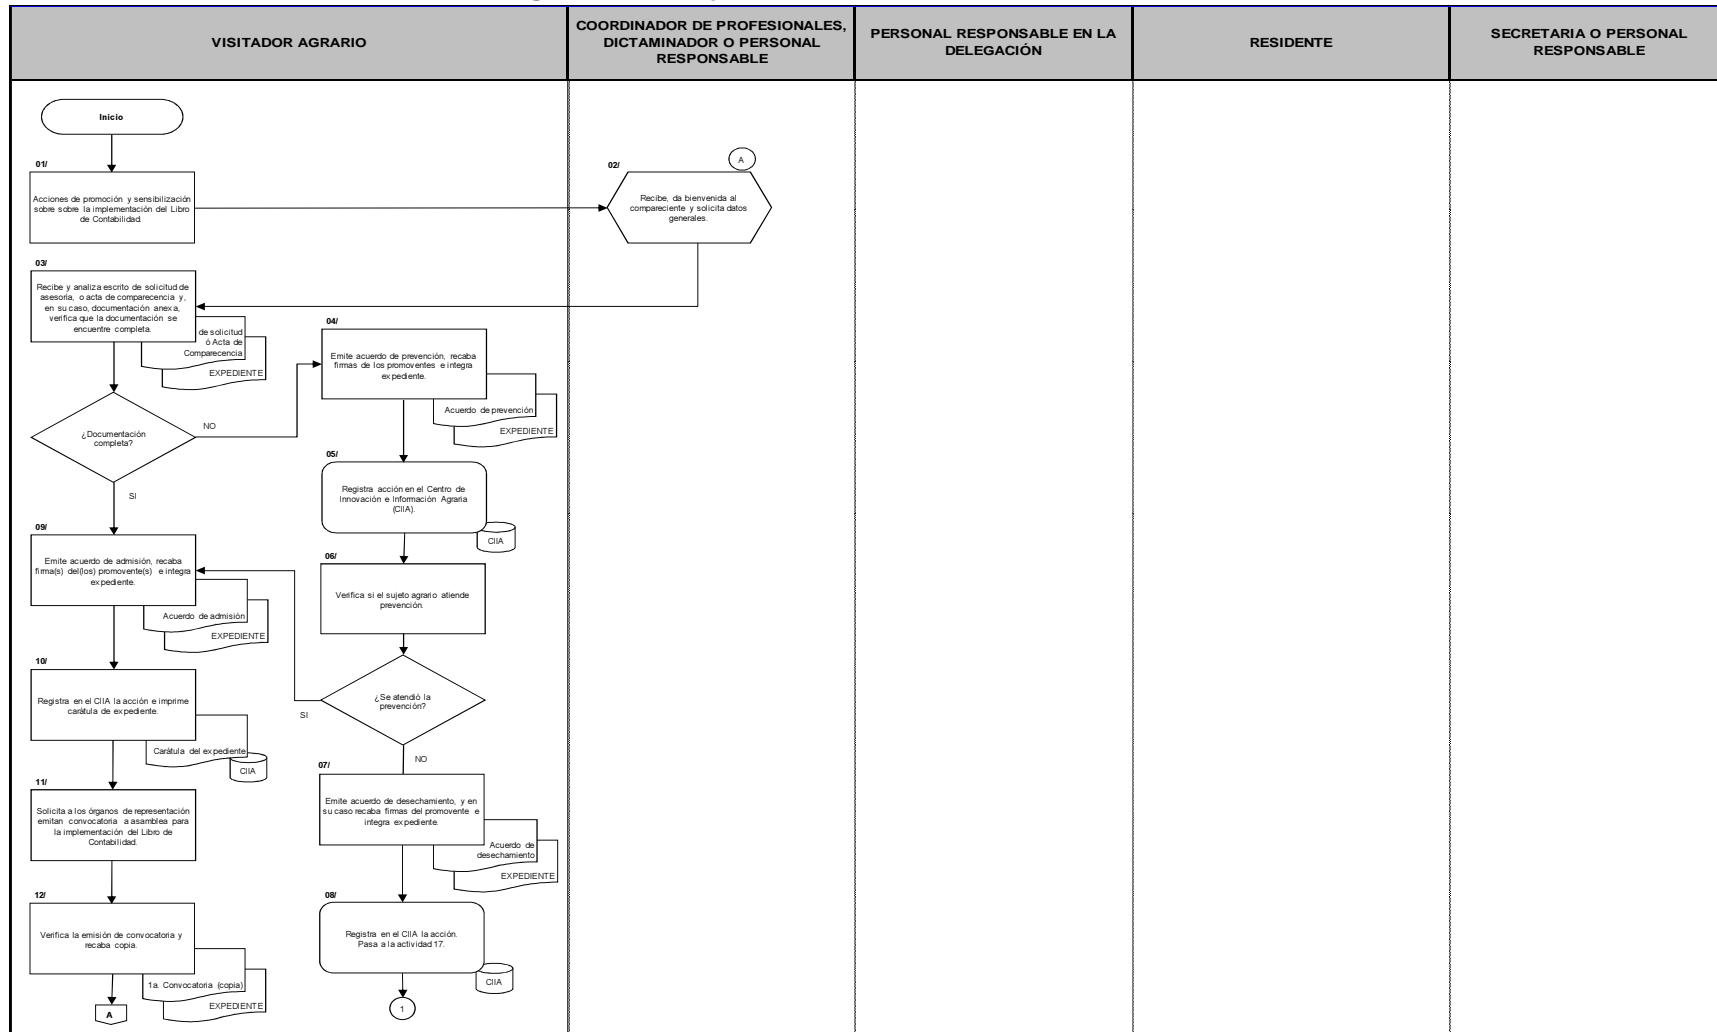 VISITADOR AGRARIO
COORDINADOR DE PROFESIONALES,
DICTAMINADOR O PERSONAL
RESPONSABLE
PERSONAL RESPONSABLE EN LA
DELEGACIÓN
RESIDENTE
SECRETARIA O PERSONAL
RESPONSABLE
Inicio
01/
Acciones de promoción y sensibilización
sobre sobre la implementación del Libro
de Contabilidad.
02/
A
Recibe, da bienvenida al
compareciente y solicita datos
generales.
03/
Recibe y analiza escrito de solicitud de
asesoría, o acta de comparecencia y,
en su caso, documentación anexa,
verifica que la documentación se
encuentre completa.
de solicitud
ó Acta de
Comparecencia
EXPEDIENTE
04/
Emite acuerdo de prevención, recaba
firmas de los promoventes e integra
expediente.
Acuerdo de prevención
EXPEDIENTE
¿Documentación
completa?
NO
SI
05/
Registra acción en el Centro de
Innovación e Información Agraria
(CIIA).
CIIA
06/
Verifica si el sujeto agrario atiende
prevención.
¿Se atendió la
prevención?
SI
NO
07/
Emite acuerdo de desechamiento, y en
su caso recaba firmas del promovente e
integra expediente.
Acuerdo de
desechamiento
EXPEDIENTE
08/
Registra en el CIIA la acción.
Pasa a la actividad 17.
CIIA
1
09/
Emite acuerdo de admisión, recaba
firma(s) del(los) promovente(s) e integra
expediente.
Acuerdo de admisión
EXPEDIENTE
10/
Registra en el CIIA la acción e imprime
carátula de expediente.
Carátula del expediente
CIIA
11/
Solicita a los órganos de representación
emitan convocatoria a asamblea para
la implementación del Libro de
Contabilidad.
12/
Verifica la emisión de convocatoria y
recaba copia.
1a. Convocatoria (copia)
EXPEDIENTE
A